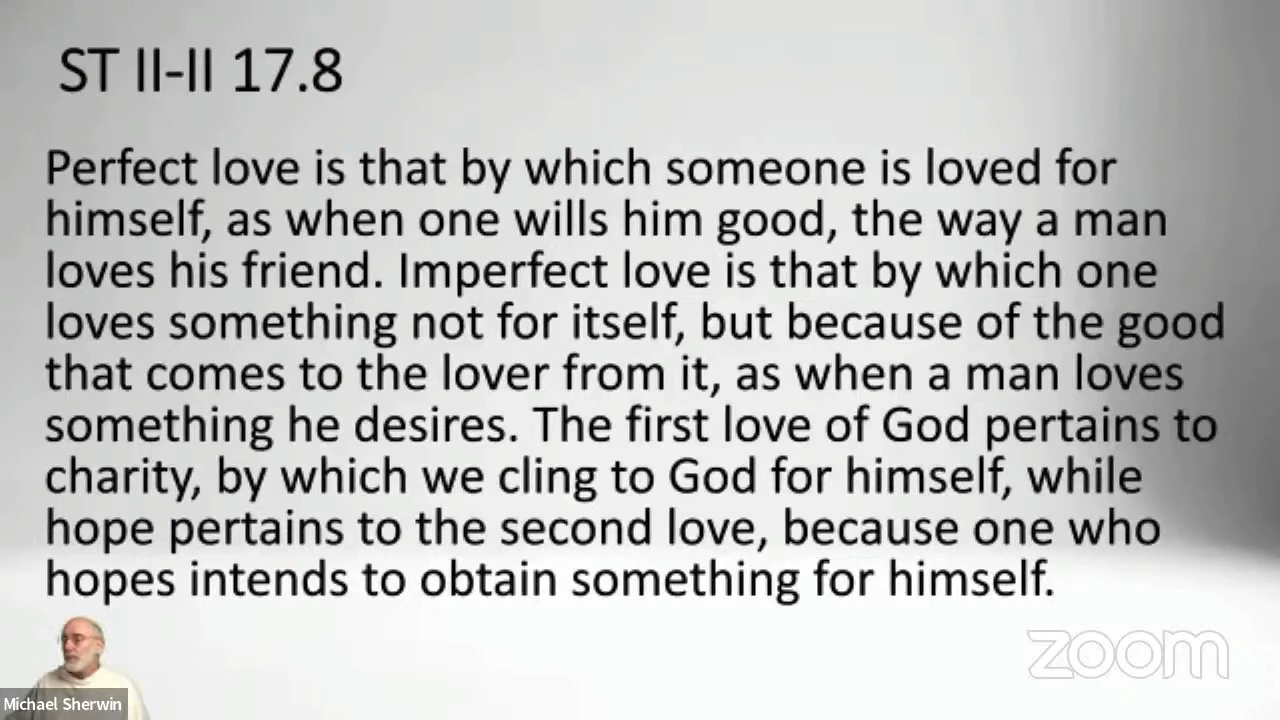 ST II-II 17.8
Perfect love is that by which someone is loved for
himself, as when one wills him good, the way a man
loves his friend. Imperfect love is that by which one
loves something not for itself, but because of the good
that comes to the lover from it, as when a man loves
something he desires. The first love of God pertains to
charity, by which we cling to God for himself, while
hope pertains to the second love, because one who
hopes intends to obtain something for himself.
zoom
Michael Sherwin